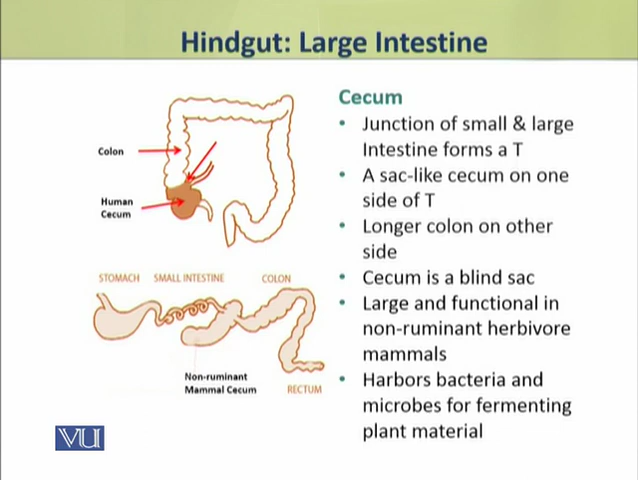 Hindgut: Large Intestine
Colon
Human
Cecum
STOMACH SMALL INTESTINE COLON
Non-ruminant
Mammal Cecum
RECTUM
Cecum
• Junction of small & large
Intestine forms a T
• A sac-like cecum on one
side of T
• Longer colon on other
side
• Cecum is a blind sac
• Large and functional in
non-ruminant herbivore
mammals
• Harbors bacteria and
microbes for fermenting
plant material
VU